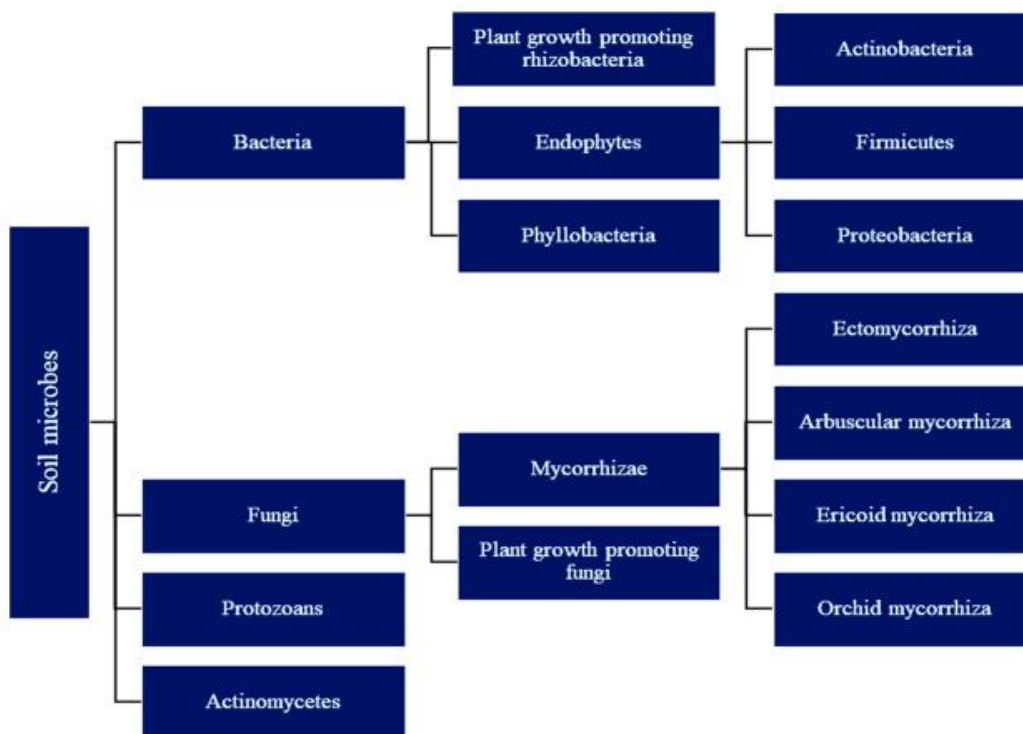 Soil microbes
Bacteria
Plant growth promoting
rhizobacteria
Endophytes
Phyllobacteria
Actinobacteria
Firmicutes
Proteobacteria
Fungi
Mycorrhizae
Plant growth promoting
fungi
Ectomycorrhiza
Arbuscular mycorrhiza
Ericoid mycorrhiza
Orchid mycorrhiza
Protozoans
Actinomycetes